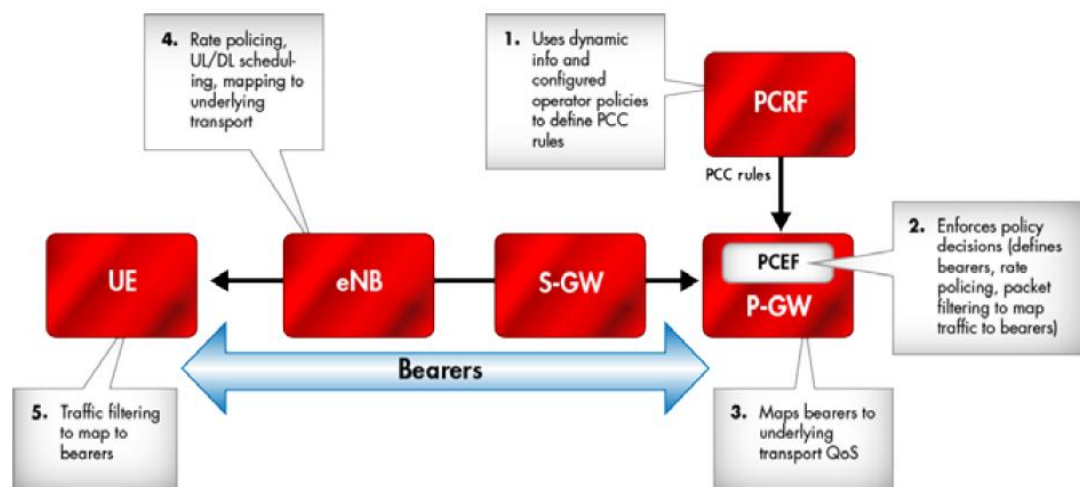 4. Rate policing,
UL/DL schedul-
ing, mapping to
underlying
transport
1. Uses dynamic
info and
configured
operator policies
to define PCC
rules
PCRF
PCC rules
2. Enforces policy
decisions (defines
bearers, rate
policing, packet
filtering to map
traffic to bearers)
UE
eNB
S-GW
PCEF
P-GW
Bearers
5. Traffic filtering
to map to
bearers
3. Maps bearers to
underlying
transport QoS